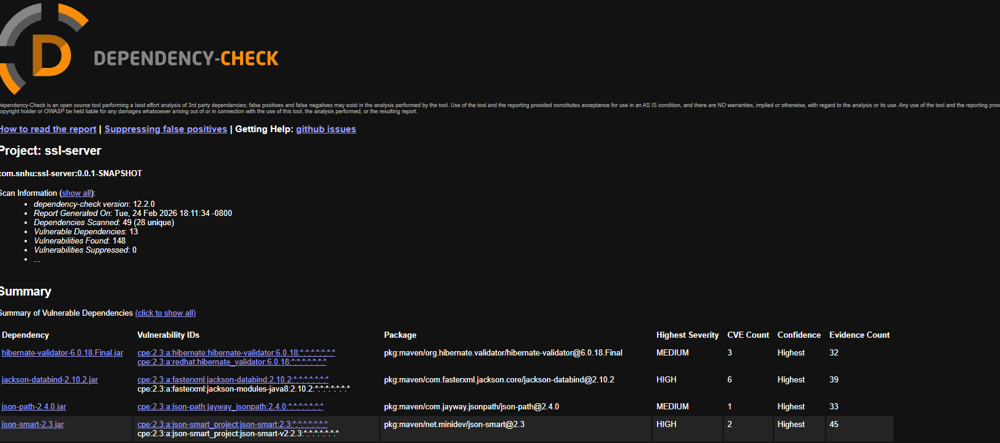 D
DEPENDENCY-CHECK
Dependency-Check is an open source tool performing a best effort analysis of 3rd party dependencies; false positives and false negatives may exist in the analysis performed by the tool. Use of the tool and the reporting provided constitutes acceptance for use in an AS IS condition, and there are NO warranties, implied or otherwise, with regard to the analysis or its use. Any use of the tool and the reporting prov
opyright holder or OWASP be held liable for any damages whatsoever arising out of or in connection with the use of this tool, the analysis performed, or the resulting report.
How to read the report | Suppressing false positives | Getting Help: github issues
Project: ssl-server
com.snhu:ssl-server:0.0.1-SNAPSHOT
Scan Information (show all):
• dependency-check version: 12.2.0
• Report Generated On: Tue, 24 Feb 2026 18:11:34 -0800
• Dependencies Scanned: 49 (28 unique)
• Vulnerable Dependencies: 13
• Vulnerabilities Found: 148
• Vulnerabilities Suppressed: 0
• ...
Summary
Summary of Vulnerable Dependencies (click to show all)
Dependency Vulnerability IDs Package Highest Severity CVE Count Confidence Evidence Count
hibernate-validator-6.0.18.Final.jar cpe:2.3:a:hibernate:hibernate-validator:6.0.18:*:*:*:*:*:*:* pkg:maven/org.hibernate.validator/hibernate-validator@6.0.18.Final MEDIUM 3 Highest 32
cpe:2.3:a:redhat:hibernate_validator:6.0.18:*:*:*:*:*:*:*
jackson-databind-2.10.2.jar cpe:2.3:a:fasterxml:jackson-databind:2.10.2:*:*:*:*:*:*:* pkg:maven/com.fasterxml.jackson.core/jackson-databind@2.10.2 HIGH 6 Highest 39
cpe:2.3:a:fasterxml:jackson-modules-java8:2.10.2:*:*:*:*:*:*:*
json-path-2.4.0.jar cpe:2.3:a:json-path:jayway_jsonpath:2.4.0:*:*:*:*:*:*:* pkg:maven/com.jayway.jsonpath/json-path@2.4.0 MEDIUM 1 Highest 33
json-smart-2.3.jar cpe:2.3:a:json-smart_project:json-smart:2.3:*:*:*:*:*:*:* pkg:maven/net.minidev/json-smart@2.3 HIGH 2 Highest 45
cpe:2.3:a:json-smart_project:json-smart-v2:2.3:*:*:*:*:*:*:*